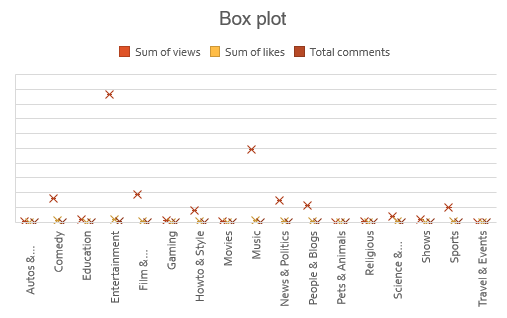 Box plot
Sum of views
Sum of likes
Total comments
Autos &...
Comedy
Education
Entertainment
Film &...
Gaming
Howto & Style
Movies
Music
News & Politics
People & Blogs
Pets & Animals
Religious
Science &...
Shows
Sports
Travel & Events